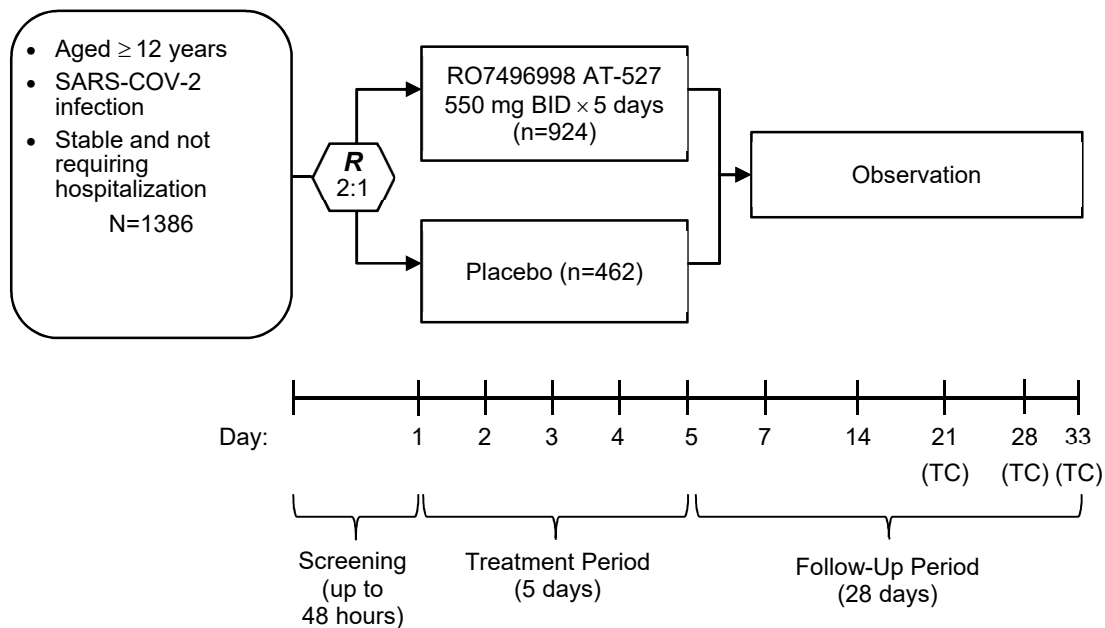 • Aged ≥ 12 years
• SARS-COV-2
infection
• Stable and not
requiring
hospitalization
N=1386
R
2:1
RO7496998 AT-527
550 mg BID × 5 days
(n=924)
Placebo (n=462)
Observation
Day:
1 2 3 4 5 7 14 21 28 33
(TC) (TC) (TC)
Screening
(up to
48 hours)
Treatment Period
(5 days)
Follow-Up Period
(28 days)